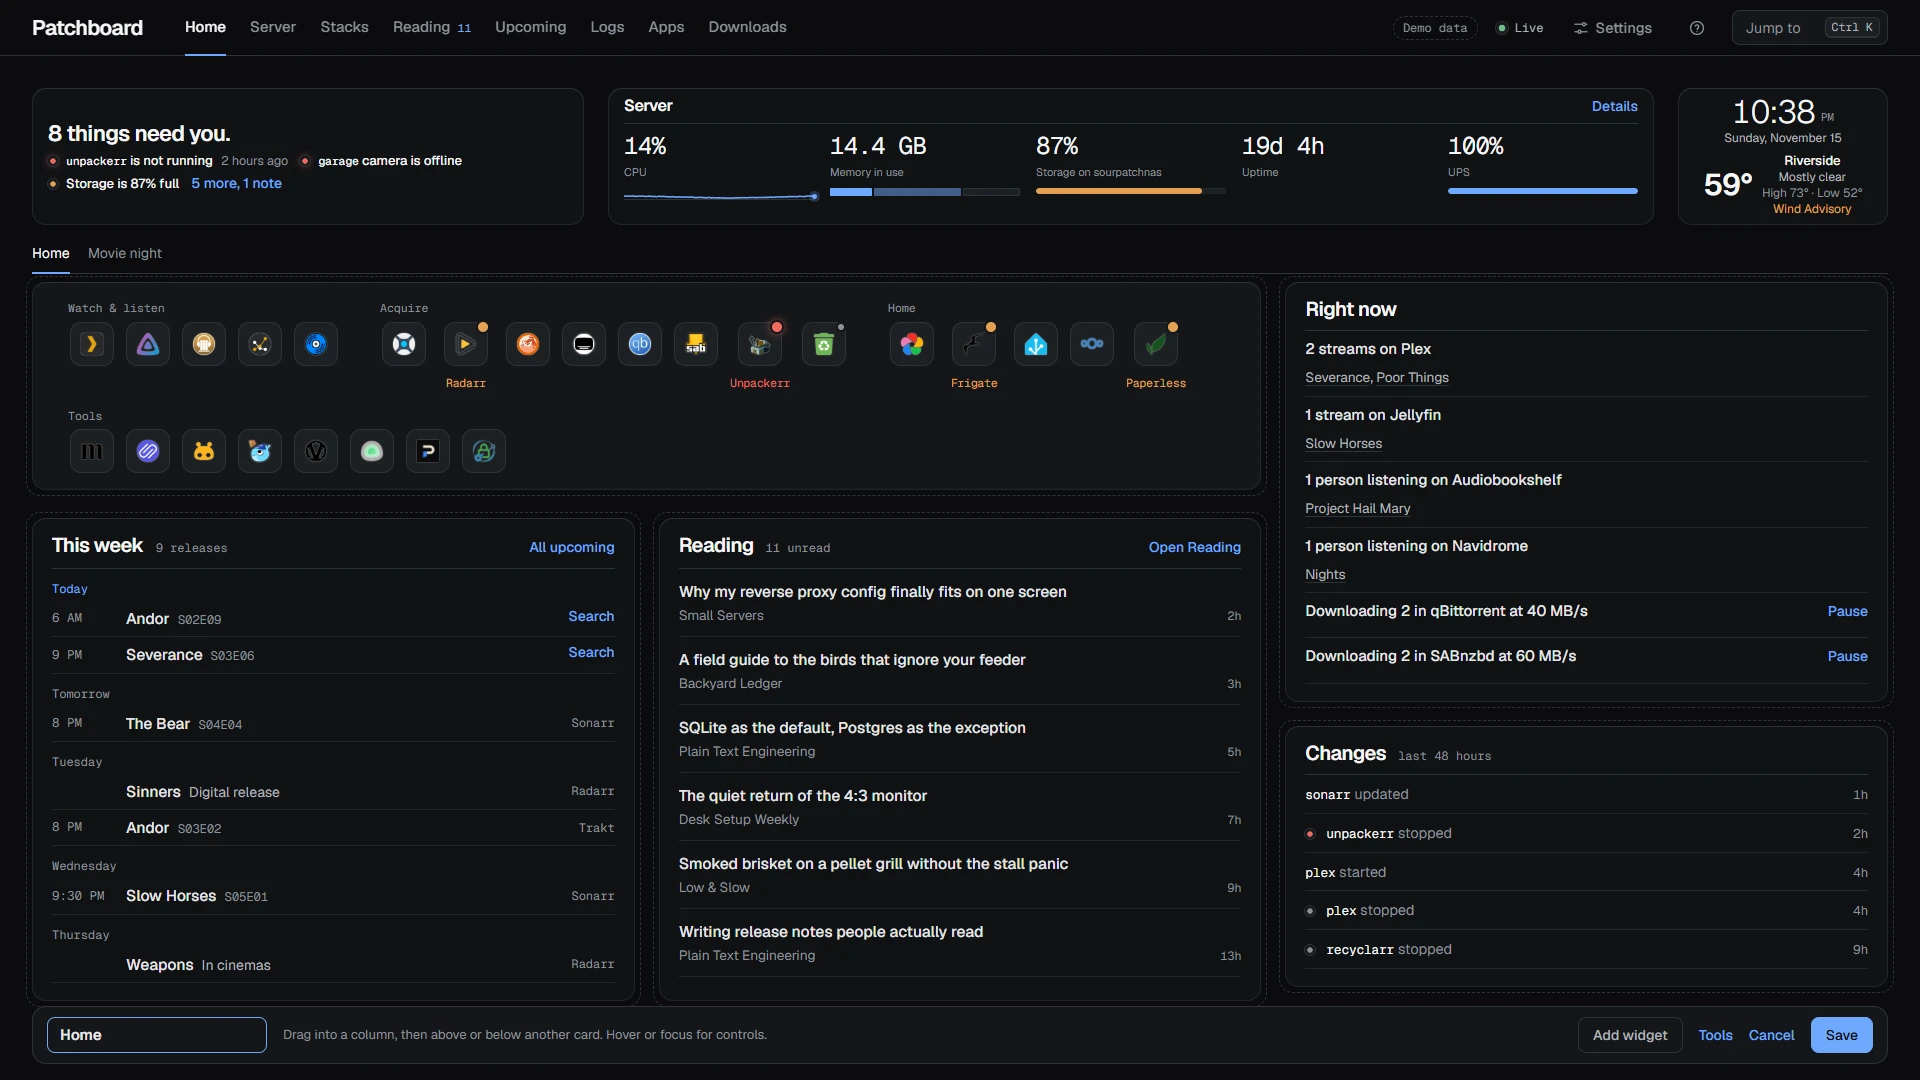 Patchboard
Home
Server
Stacks
Reading 11
Upcoming
Logs
Apps
Downloads
Demo data
Live
Settings
Jump to
Ctrl K
8 things need you.
unpackerr is not running 2 hours ago
garage camera is offline
Storage is 87% full
5 more, 1 note
Server
Details
14%
CPU
14.4 GB
Memory in use
87%
Storage on sourpatchnas
19d 4h
Uptime
100%
UPS
10:38 PM
Sunday, November 15
59°
Riverside
Mostly clear
High 73° · Low 52°
Wind Advisory
Home
Movie night
Watch & listen
Acquire
qb
sab
Radarr
Unpackerr
Home
Frigate
Paperless
Tools
m
This week 9 releases
All upcoming
Today
6 AM Andor S02E09 Search
9 PM Severance S03E06 Search
Tomorrow
8 PM The Bear S04E04 Sonarr
Tuesday
Sinners Digital release Radarr
8 PM Andor S03E02 Trakt
Wednesday
9:30 PM Slow Horses S05E01 Sonarr
Thursday
Weapons In cinemas Radarr
Reading 11 unread
Open Reading
Why my reverse proxy config finally fits on one screen
Small Servers 2h
A field guide to the birds that ignore your feeder
Backyard Ledger 3h
SQLite as the default, Postgres as the exception
Plain Text Engineering 5h
The quiet return of the 4:3 monitor
Desk Setup Weekly 7h
Smoked brisket on a pellet grill without the stall panic
Low & Slow 9h
Writing release notes people actually read
Plain Text Engineering 13h
Right now
2 streams on Plex
Severance, Poor Things
1 stream on Jellyfin
Slow Horses
1 person listening on Audiobookshelf
Project Hail Mary
1 person listening on Navidrome
Nights
Downloading 2 in qBittorrent at 40 MB/s Pause
Downloading 2 in SABnzbd at 60 MB/s Pause
Changes last 48 hours
sonarr updated 1h
unpackerr stopped 2h
plex started 4h
plex stopped 4h
recyclarr stopped 9h
Home
Drag into a column, then above or below another card. Hover or focus for controls.
Add widget
Tools
Cancel
Save